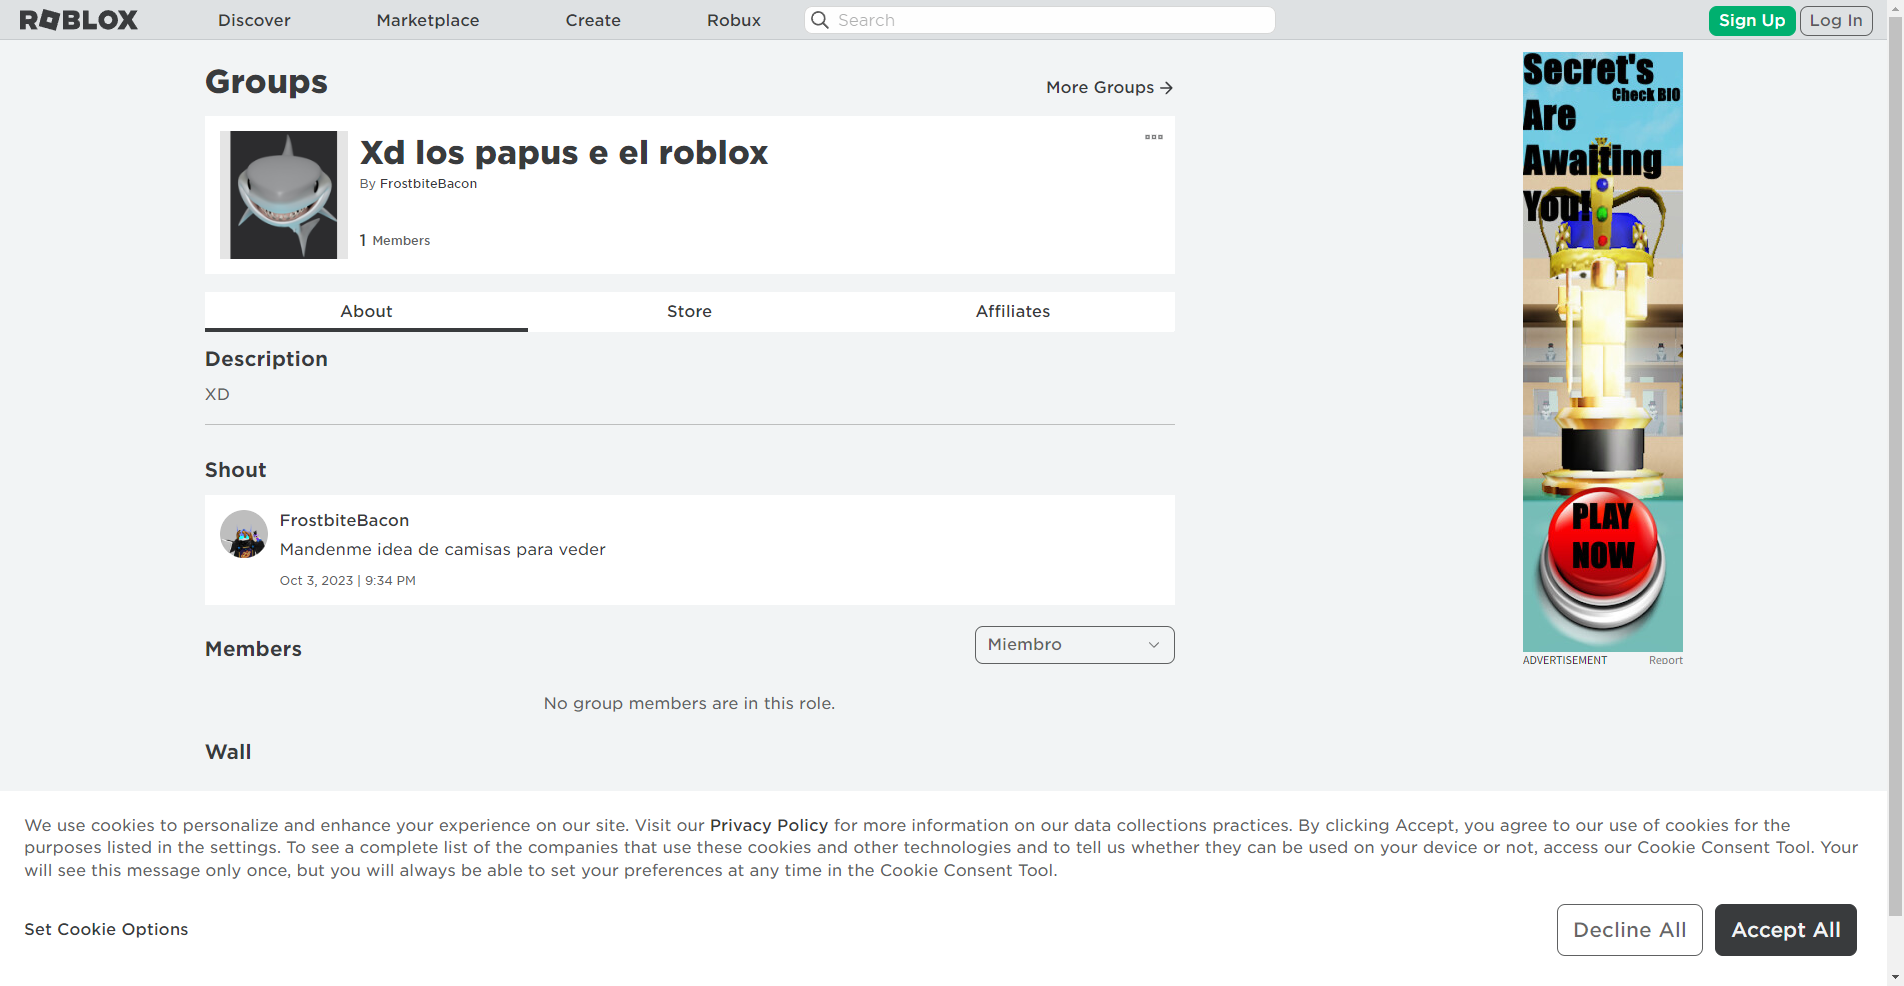 ROBLOX
Discover
Marketplace
Create
Robux
Search
Sign Up
Log In
Groups
More Groups
Xd los papus e el roblox
By FrostbiteBacon
1 Members
About
Store
Affiliates
Description
XD
Shout
FrostbiteBacon
Mandenme idea de camisas para veder
Oct 3, 2023 | 9:34 PM
Members
Miembro
No group members are in this role.
Wall
Secret's
Check BIO
Are
Awaiting
You!
PLAY
NOW
ADVERTISEMENT
Report
We use cookies to personalize and enhance your experience on our site. Visit our Privacy Policy for more information on our data collections practices. By clicking Accept, you agree to our use of cookies for the
purposes listed in the settings. To see a complete list of the companies that use these cookies and other technologies and to tell us whether they can be used on your device or not, access our Cookie Consent Tool. Your
will see this message only once, but you will always be able to set your preferences at any time in the Cookie Consent Tool.
Set Cookie Options
Decline All
Accept All